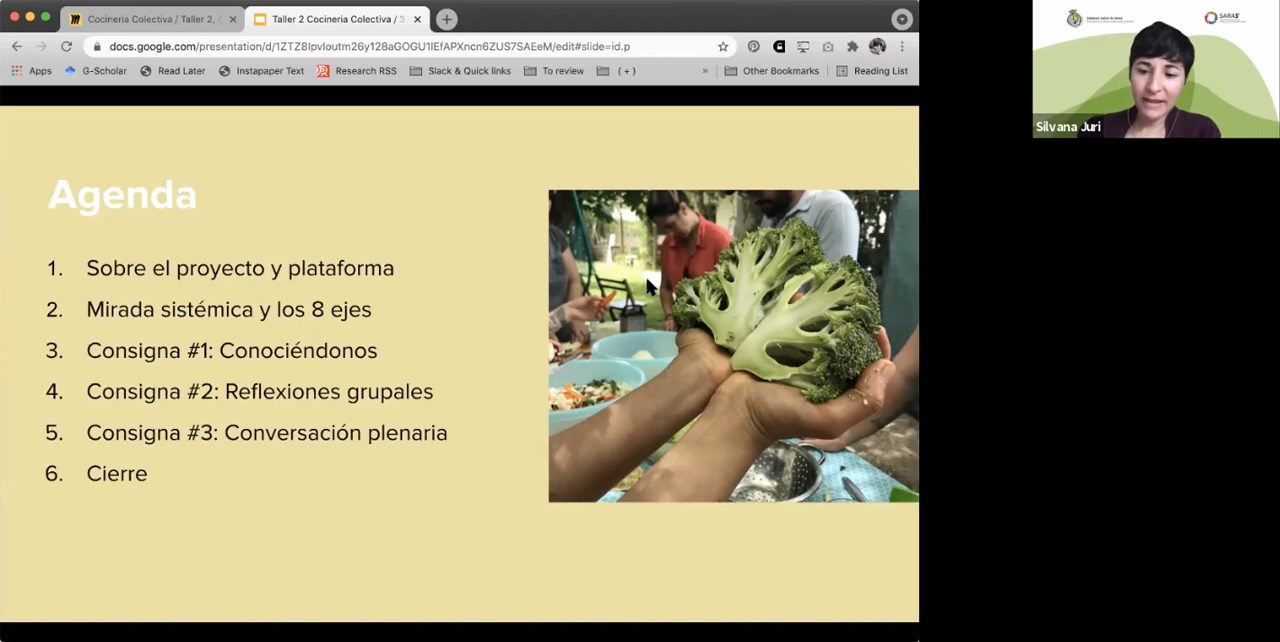 Cocineria Colectiva / Taller 2,
Taller 2 Cocineria Colectiva / 3
docs.google.com/presentation/d/1ZTZ8Ipvloutm26y128aGOGU1IEfAPXncn6ZUS7SAEeM/edit#slide=id.p
Apps
G-Scholar
Read Later
Instapaper Text
Research RSS
Slack & Quick links
To review
( + )
»
Other Bookmarks
Reading List
SARAS
Silvana Juri
Agenda
1. Sobre el proyecto y plataforma
2. Mirada sistémica y los 8 ejes
3. Consigna #1: Conociéndonos
4. Consigna #2: Reflexiones grupales
5. Consigna #3: Conversación plenaria
6. Cierre